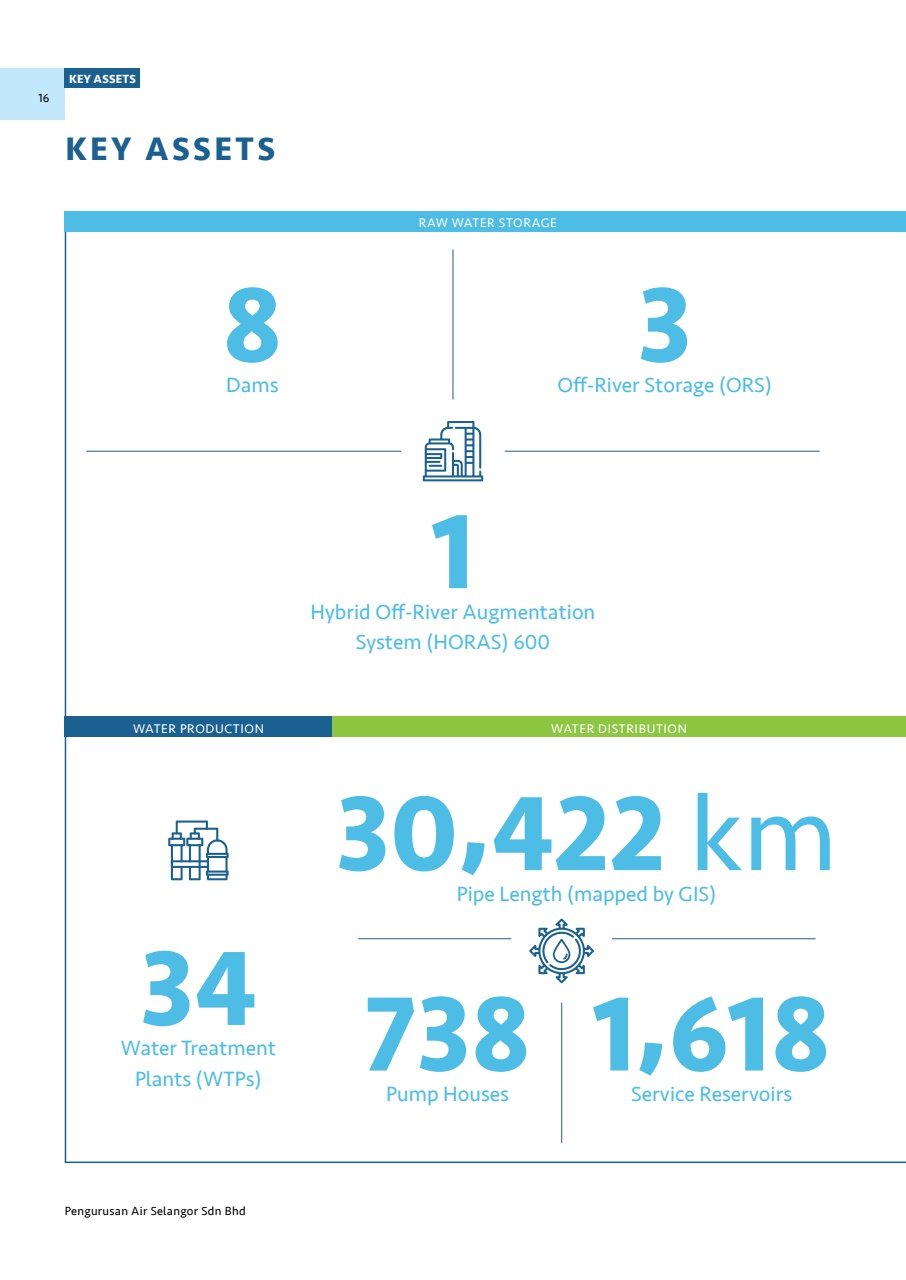 KEY ASSETS
16
KEY ASSETS
RAW WATER STORAGE
8
Dams
3
Off-River Storage (ORS)
1
Hybrid Off-River Augmentation
System (HORAS) 600
WATER PRODUCTION
WATER DISTRIBUTION
34
Water Treatment
Plants (WTPs)
30,422 km
Pipe Length (mapped by GIS)
738
Pump Houses
1,618
Service Reservoirs
Pengurusan Air Selangor Sdn Bhd